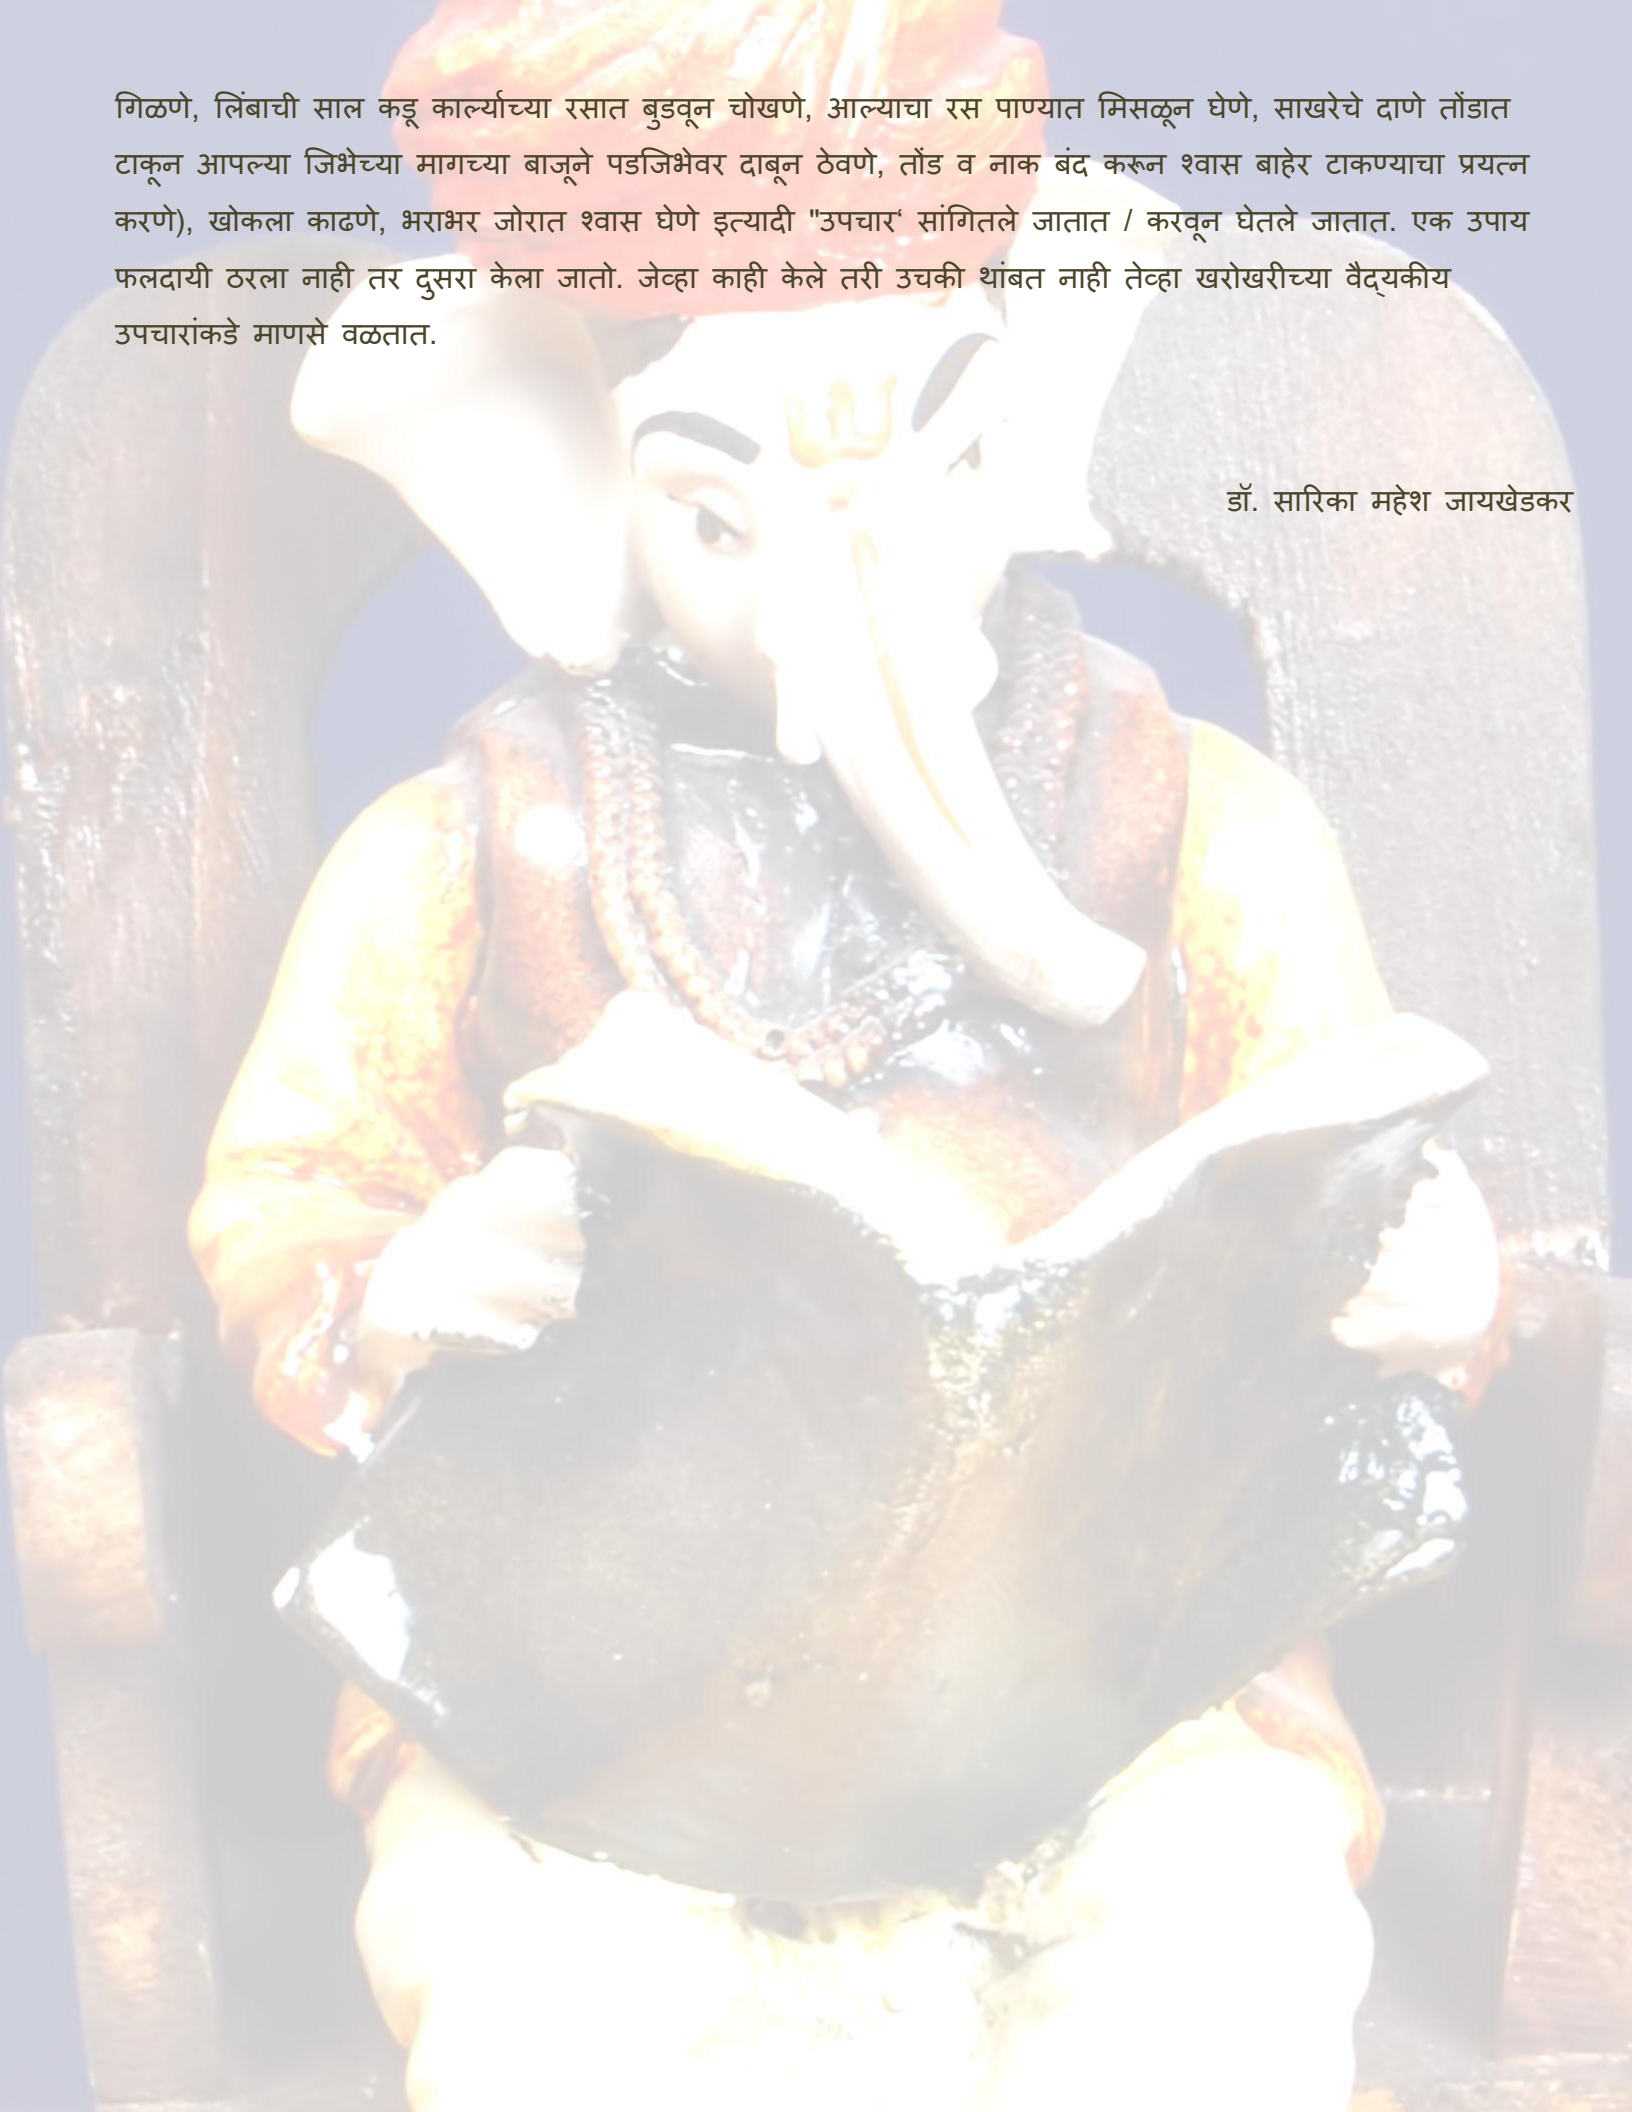 गिळणे, लिंबाची साल कडू कार्ल्याच्या रसात बुडवून चोखणे, आल्याचा रस पाण्यात मिसळून घेणे, साखरेचे दाणे तोंडात
टाकून आपल्या जिभेच्या मागच्या बाजूने पडजिभेवर दाबून ठेवणे, तोंड व नाक बंद करून श्वास बाहेर टाकण्याचा प्रयत्न
करणे), खोकला काढणे, भराभर जोरात श्वास घेणे इत्यादी "उपचार‘ सांगितले जातात / करवून घेतले जातात. एक उपाय
फलदायी ठरला नाही तर दुसरा केला जातो. जेव्हा काही केले तरी उचकी थांबत नाही तेव्हा खरोखरीच्या वैद्‌यकीय
उपचारांकडे माणसे वळतात.
डॉ. सारिका महेश जायखेडकर